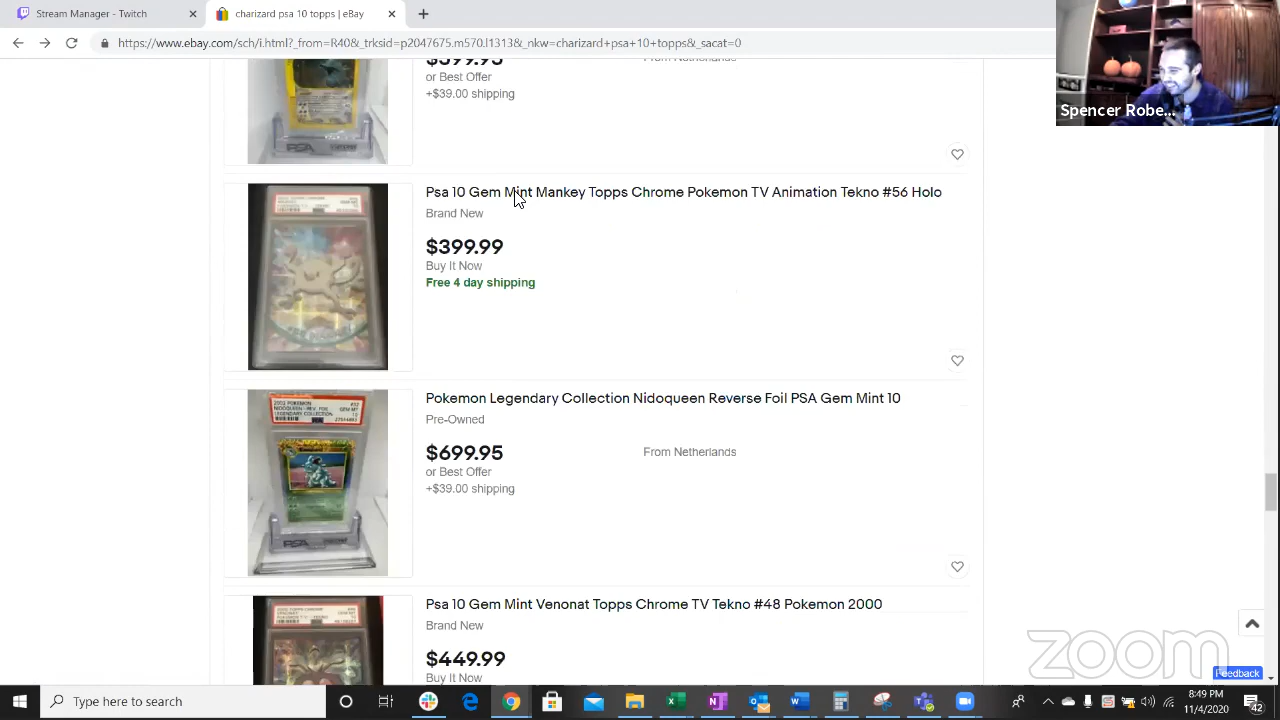 Stream Manager - Twitch
charizard psa 10 topps | eBay
https://www.ebay.com/sch/i.html?_from=R40&_trksid=p2047675.m570.l1313&_nkw=charizard+psa+10+topps&_sacat=0
Spencer Robe...
$599.95
From Netherlands
or Best Offer
+$39.00 shipping
PSA
Psa 10 Gem Mint Mankey Topps Chrome Pokemon TV Animation Tekno #56 Holo
Brand New
$399.99
Buy It Now
Free 4 day shipping
Pokemon Legendary Collection Nidoqueen Reverse Foil PSA Gem Mint 10
Pre-Owned
$699.95
From Netherlands
or Best Offer
+$39.00 shipping
PSA
Psa 10 Gem Mint Venonat Topps Chrome TV Tekno #48 Pokemon 2000
Brand New
$449.99
Buy It Now
zoom
Feedback
Type here to search
8:49 PM
11/4/2020
42